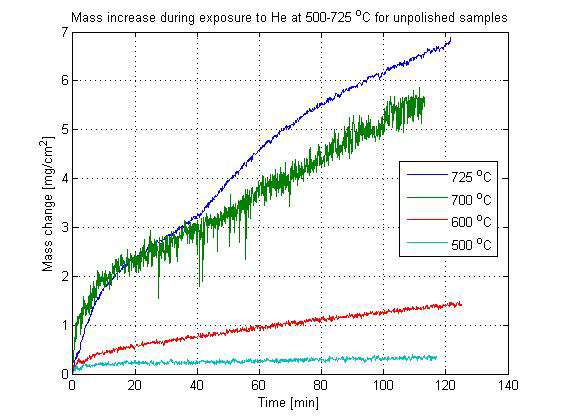 Mass increase during exposure to He at 500-725 °C for unpolished samples
7
6
5
4
3
2
1
0
Mass change [mg/cm²]
725 °C
700 °C
600 °C
500 °C
0 20 40 60 80 100 120 140
Time [min]